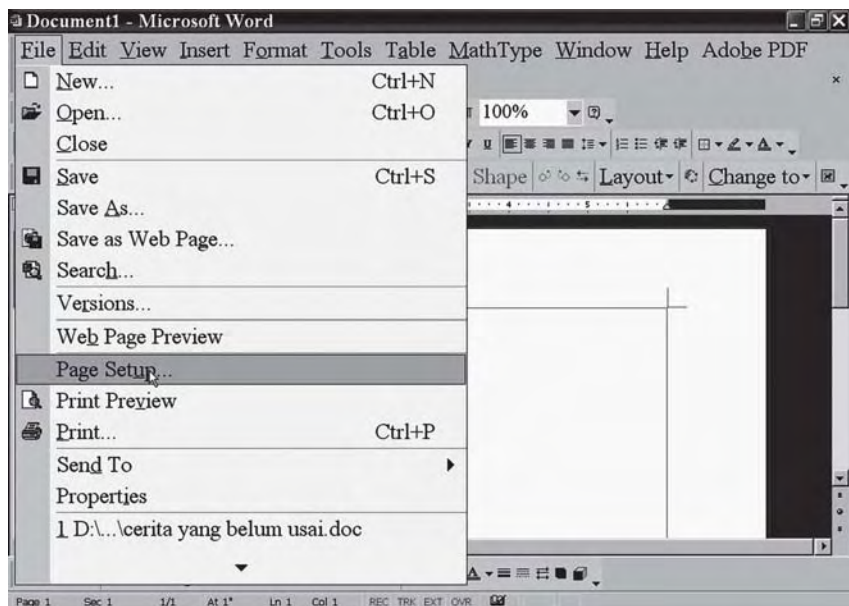 Document1 - Microsoft Word
File Edit View Insert Format Tools Table MathType Window Help Adobe PDF
New... Ctrl+N
Open... Ctrl+O
100%
Close
Save Ctrl+S
Shape Layout Change to
Save As...
Save as Web Page...
Search...
Versions...
Web Page Preview
Page Setup...
Print Preview
Print... Ctrl+P
Send To
Properties
1 D:\...\cerita yang belum usai.doc
Page 1 Sec 1 1/1 At 1" Ln 1 Col 1 REC TRK EXT OVR